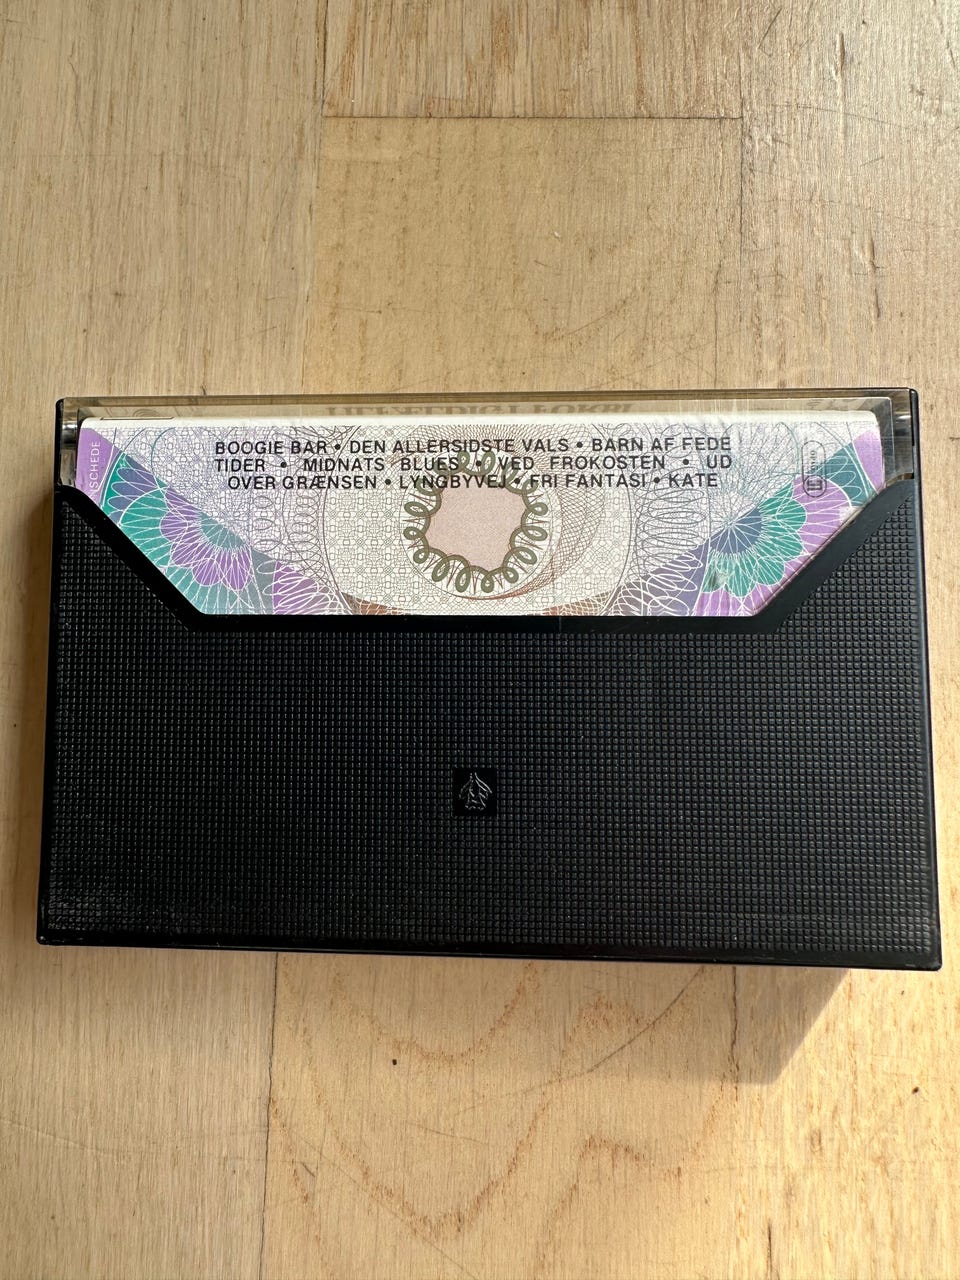 BOOGIE BAR • DEN ALLERSIDSTE VALS • BARN AF FEDE
TIDER • MIDNATS BLUES • VED FROKOSTEN • UD
OVER GRÆNSEN • LYNGBYVEJ • FRI FANTASI • KATE